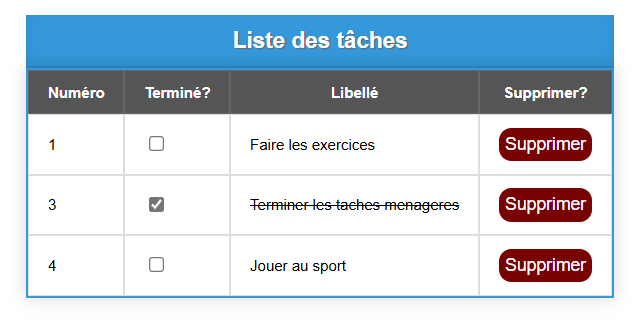 Liste des tâches
Numéro Terminé? Libellé Supprimer?
1 Faire les exercices Supprimer
3 Terminer les taches menageres Supprimer
4 Jouer au sport Supprimer